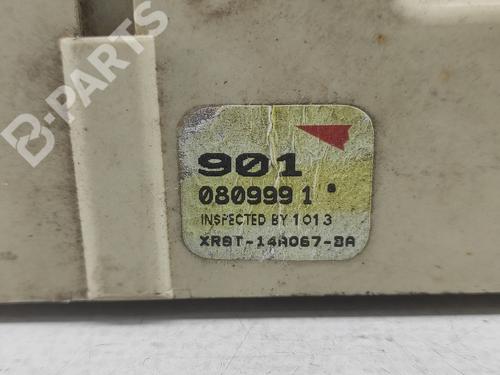 B-PARTS
901
0809991
INSPECTED BY 1013
XR8T-14A067-BA